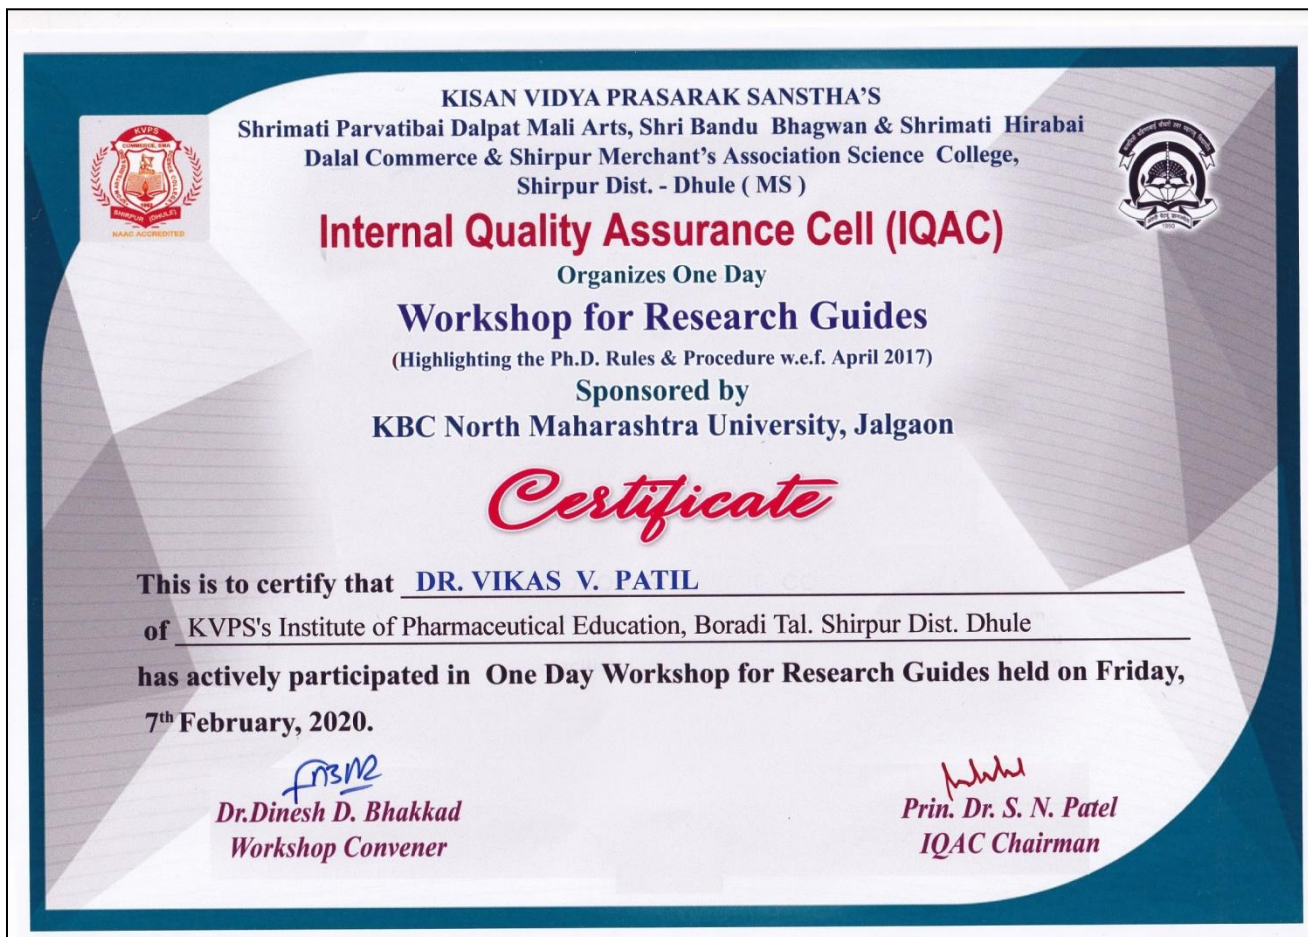 KISAN VIDYA PRASARAK SANSTHA'S
Shrimati Parvatibai Dalpat Mali Arts, Shri Bandu Bhagwan & Shrimati Hirabai
Dalal Commerce & Shirpur Merchant's Association Science College,
Shirpur Dist. - Dhule ( MS )
KVPS
SHIRPUR (DHULE)
NAAC ACCREDITED
Internal Quality Assurance Cell (IQAC)
Organizes One Day
Workshop for Research Guides
(Highlighting the Ph.D. Rules & Procedure w.e.f. April 2017)
Sponsored by
KBC North Maharashtra University, Jalgaon
Certificate
This is to certify that DR. VIKAS V. PATIL
of KVPS's Institute of Pharmaceutical Education, Boradi Tal. Shirpur Dist. Dhule
has actively participated in One Day Workshop for Research Guides held on Friday,
7th February, 2020.
Dr.Dinesh D. Bhakkad
Workshop Convener
Prin. Dr. S. N. Patel
IQAC Chairman